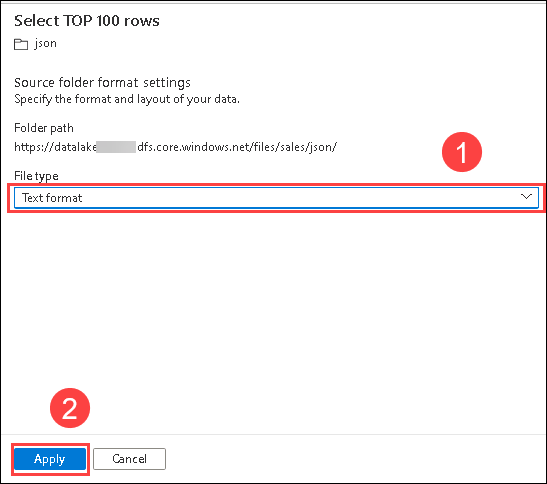 Select TOP 100 rows
json
Source folder format settings
Specify the format and layout of your data.
Folder path
https://datalake dfs.core.windows.net/files/sales/json/
1
File type
Text format
2
Apply Cancel